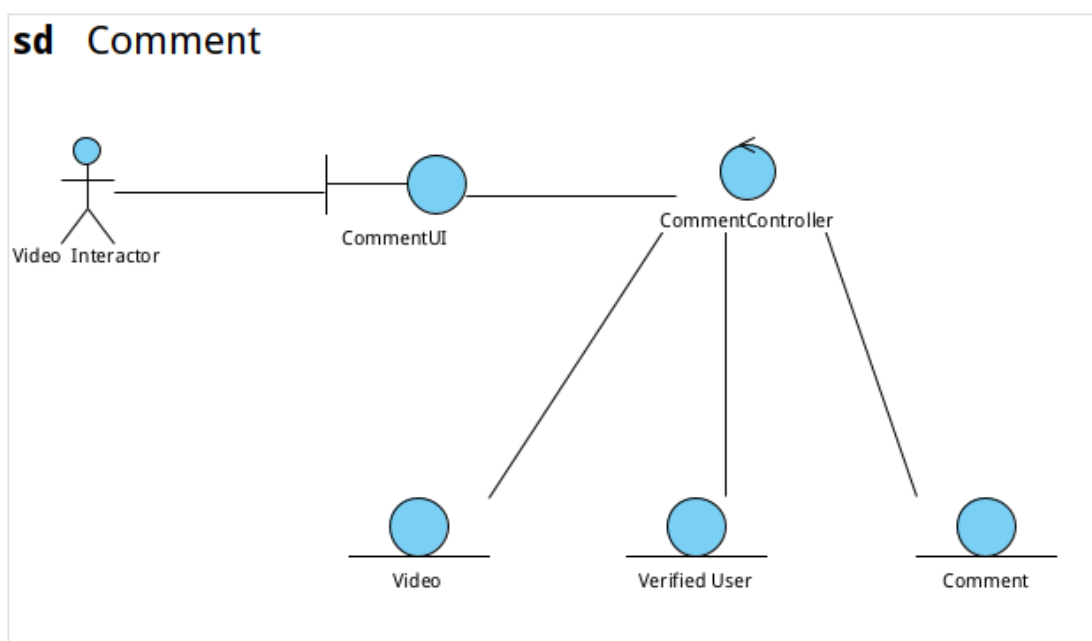 sd Comment
Video Interactor
CommentUI
CommentController
Video
Verified User
Comment